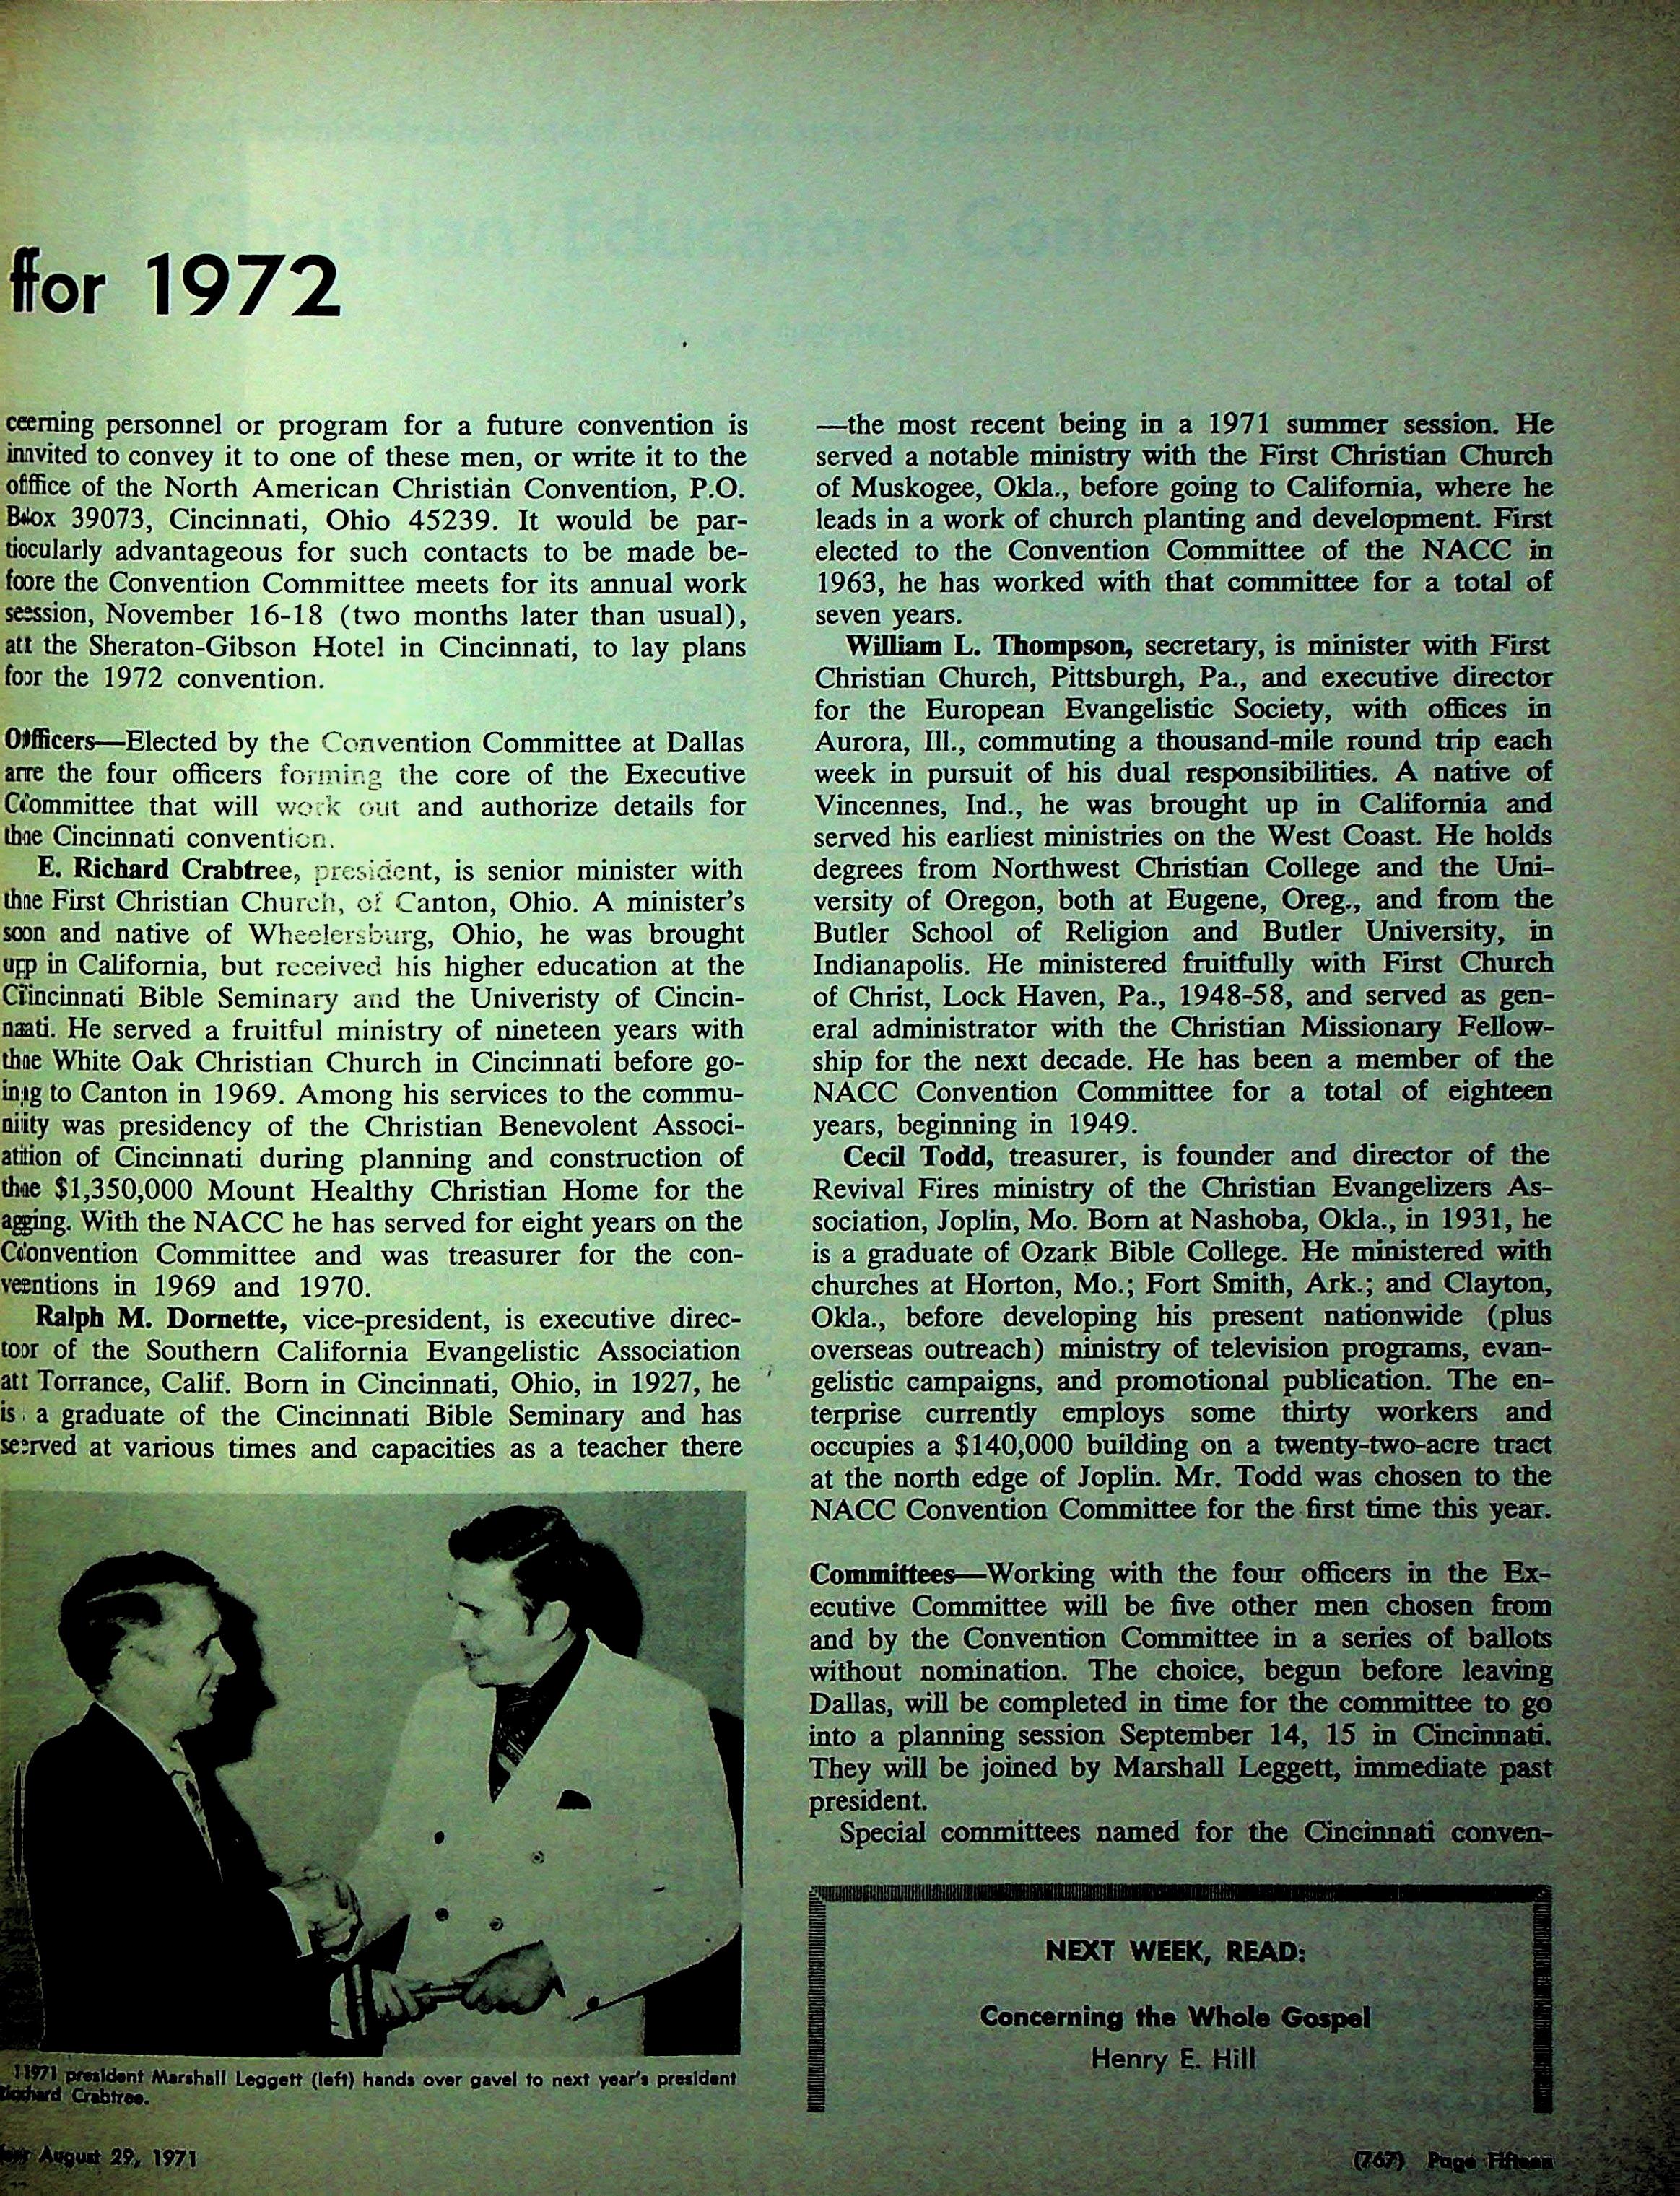 for 1972
cerning personnel or program for a future convention is
invited to convey it to one of these men, or write it to the
office of the North American Christian Convention, P.O.
Box 39073, Cincinnati, Ohio 45239. It would be par-
ticularly advantageous for such contacts to be made be-
fore the Convention Committee meets for its annual work
session, November 16-18 (two months later than usual),
at the Sheraton-Gibson Hotel in Cincinnati, to lay plans
for the 1972 convention.
Officers—Elected by the Convention Committee at Dallas
are the four officers forming the core of the Executive
Committee that will work out and authorize details for
the Cincinnati convention.
E. Richard Crabtree, president, is senior minister with
the First Christian Church, of Canton, Ohio. A minister's
son and native of Wheelersburg, Ohio, he was brought
up in California, but received his higher education at the
Cincinnati Bible Seminary and the Univeristy of Cincin-
nati. He served a fruitful ministry of nineteen years with
the White Oak Christian Church in Cincinnati before go-
ing to Canton in 1969. Among his services to the commu-
nity was presidency of the Christian Benevolent Associ-
ation of Cincinnati during planning and construction of
the $1,350,000 Mount Healthy Christian Home for the
aging. With the NACC he has served for eight years on the
Convention Committee and was treasurer for the con-
ventions in 1969 and 1970.
Ralph M. Dornette, vice-president, is executive direc-
tor of the Southern California Evangelistic Association
at Torrance, Calif. Born in Cincinnati, Ohio, in 1927, he
is a graduate of the Cincinnati Bible Seminary and has
served at various times and capacities as a teacher there
1971 president Marshall Leggett (left) hands over gavel to next year's president
Richard Crabtree.
—the most recent being in a 1971 summer session. He
served a notable ministry with the First Christian Church
of Muskogee, Okla., before going to California, where he
leads in a work of church planting and development. First
elected to the Convention Committee of the NACC in
1963, he has worked with that committee for a total of
seven years.
William L. Thompson, secretary, is minister with First
Christian Church, Pittsburgh, Pa., and executive director
for the European Evangelistic Society, with offices in
Aurora, Ill., commuting a thousand-mile round trip each
week in pursuit of his dual responsibilities. A native of
Vincennes, Ind., he was brought up in California and
served his earliest ministries on the West Coast. He holds
degrees from Northwest Christian College and the Uni-
versity of Oregon, both at Eugene, Oreg., and from the
Butler School of Religion and Butler University, in
Indianapolis. He ministered fruitfully with First Church
of Christ, Lock Haven, Pa., 1948-58, and served as gen-
eral administrator with the Christian Missionary Fellow-
ship for the next decade. He has been a member of the
NACC Convention Committee for a total of eighteen
years, beginning in 1949.
Cecil Todd, treasurer, is founder and director of the
Revival Fires ministry of the Christian Evangelizers As-
sociation, Joplin, Mo. Born at Nashoba, Okla., in 1931, he
is a graduate of Ozark Bible College. He ministered with
churches at Horton, Mo.; Fort Smith, Ark.; and Clayton,
Okla., before developing his present nationwide (plus
overseas outreach) ministry of television programs, evan-
gelistic campaigns, and promotional publication. The en-
terprise currently employs some thirty workers and
occupies a $140,000 building on a twenty-two-acre tract
at the north edge of Joplin. Mr. Todd was chosen to the
NACC Convention Committee for the first time this year.
Committees—Working with the four officers in the Ex-
ecutive Committee will be five other men chosen from
and by the Convention Committee in a series of ballots
without nomination. The choice, begun before leaving
Dallas, will be completed in time for the committee to go
into a planning session September 14, 15 in Cincinnati.
They will be joined by Marshall Leggett, immediate past
president.
Special committees named for the Cincinnati conven-
NEXT WEEK, READ:
Concerning the Whole Gospel
Henry E. Hill
August 29, 1971
(767) Page Fifteen